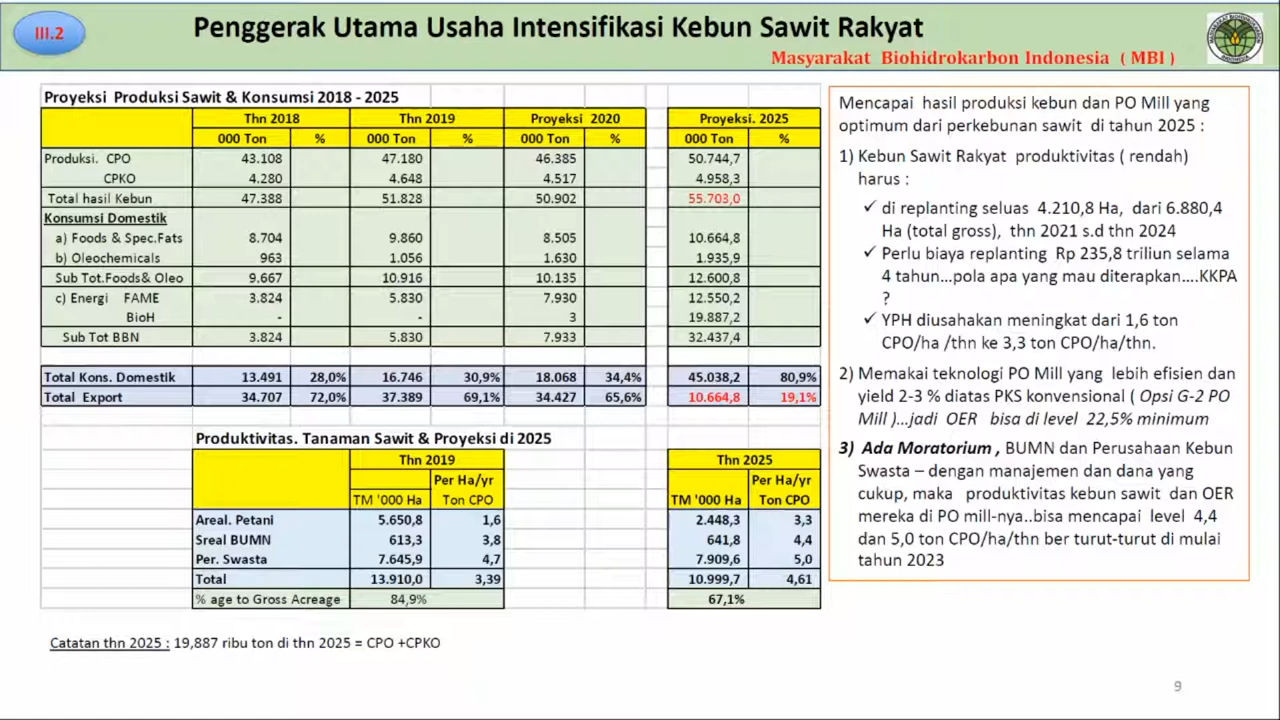 III.2
Penggerak Utama Usaha Intensifikasi Kebun Sawit Rakyat
Masyarakat Biohidrokarbon Indonesia ( MBI )
Proyeksi Produksi Sawit & Konsumsi 2018 - 2025
Thn 2018 Thn 2019 Proyeksi 2020 Proyeksi. 2025
000 Ton % 000 Ton % 000 Ton % 000 Ton %
Produksi. CPO 43.108 47.180 46.385 50.744,7
CPKO 4.280 4.648 4.517 4.958,3
Total hasil Kebun 47.388 51.828 50.902 55.703,0
Konsumsi Domestik
a) Foods & Spec.Fats 8.704 9.860 8.505 10.664,8
b) Oleochemicals 963 1.056 1.630 1.935,9
Sub Tot.Foods& Oleo 9.667 10.916 10.135 12.600,8
c) Energi FAME 3.824 5.830 7.930 12.550,2
BioH - - 3 19.887,2
Sub Tot BBN 3.824 5.830 7.933 32.437,4
Total Kons. Domestik 13.491 28,0% 16.746 30,9% 18.068 34,4% 45.038,2 80,9%
Total Export 34.707 72,0% 37.389 69,1% 34.427 65,6% 10.664,8 19,1%
Produktivitas. Tanaman Sawit & Proyeksi di 2025
Thn 2019 Thn 2025
Per Ha/yr Per Ha/yr
TM '000 Ha Ton CPO TM '000 Ha Ton CPO
Areal. Petani 5.650,8 1,6 2.448,3 3,3
Sreal BUMN 613,3 3,8 641,8 4,4
Per. Swasta 7.645,9 4,7 7.909,6 5,0
Total 13.910,0 3,39 10.999,7 4,61
% age to Gross Acreage 84,9% 67,1%
Catatan thn 2025 : 19,887 ribu ton di thn 2025 = CPO +CPKO
Mencapai hasil produksi kebun dan PO Mill yang
optimum dari perkebunan sawit di tahun 2025 :
1) Kebun Sawit Rakyat produktivitas ( rendah)
harus :
✓ di replanting seluas 4.210,8 Ha, dari 6.880,4
Ha (total gross), thn 2021 s.d thn 2024
✓ Perlu biaya replanting Rp 235,8 triliun selama
4 tahun...pola apa yang mau diterapkan....KKPA
?
✓ YPH diusahakan meningkat dari 1,6 ton
CPO/ha /thn ke 3,3 ton CPO/ha/thn.
2) Memakai teknologi PO Mill yang lebih efisien dan
yield 2-3 % diatas PKS konvensional ( Opsi G-2 PO
Mill )...jadi OER bisa di level 22,5% minimum
3) Ada Moratorium , BUMN dan Perusahaan Kebun
Swasta – dengan manajemen dan dana yang
cukup, maka produktivitas kebun sawit dan OER
mereka di PO mill-nya..bisa mencapai level 4,4
dan 5,0 ton CPO/ha/thn ber turut-turut di mulai
tahun 2023
9